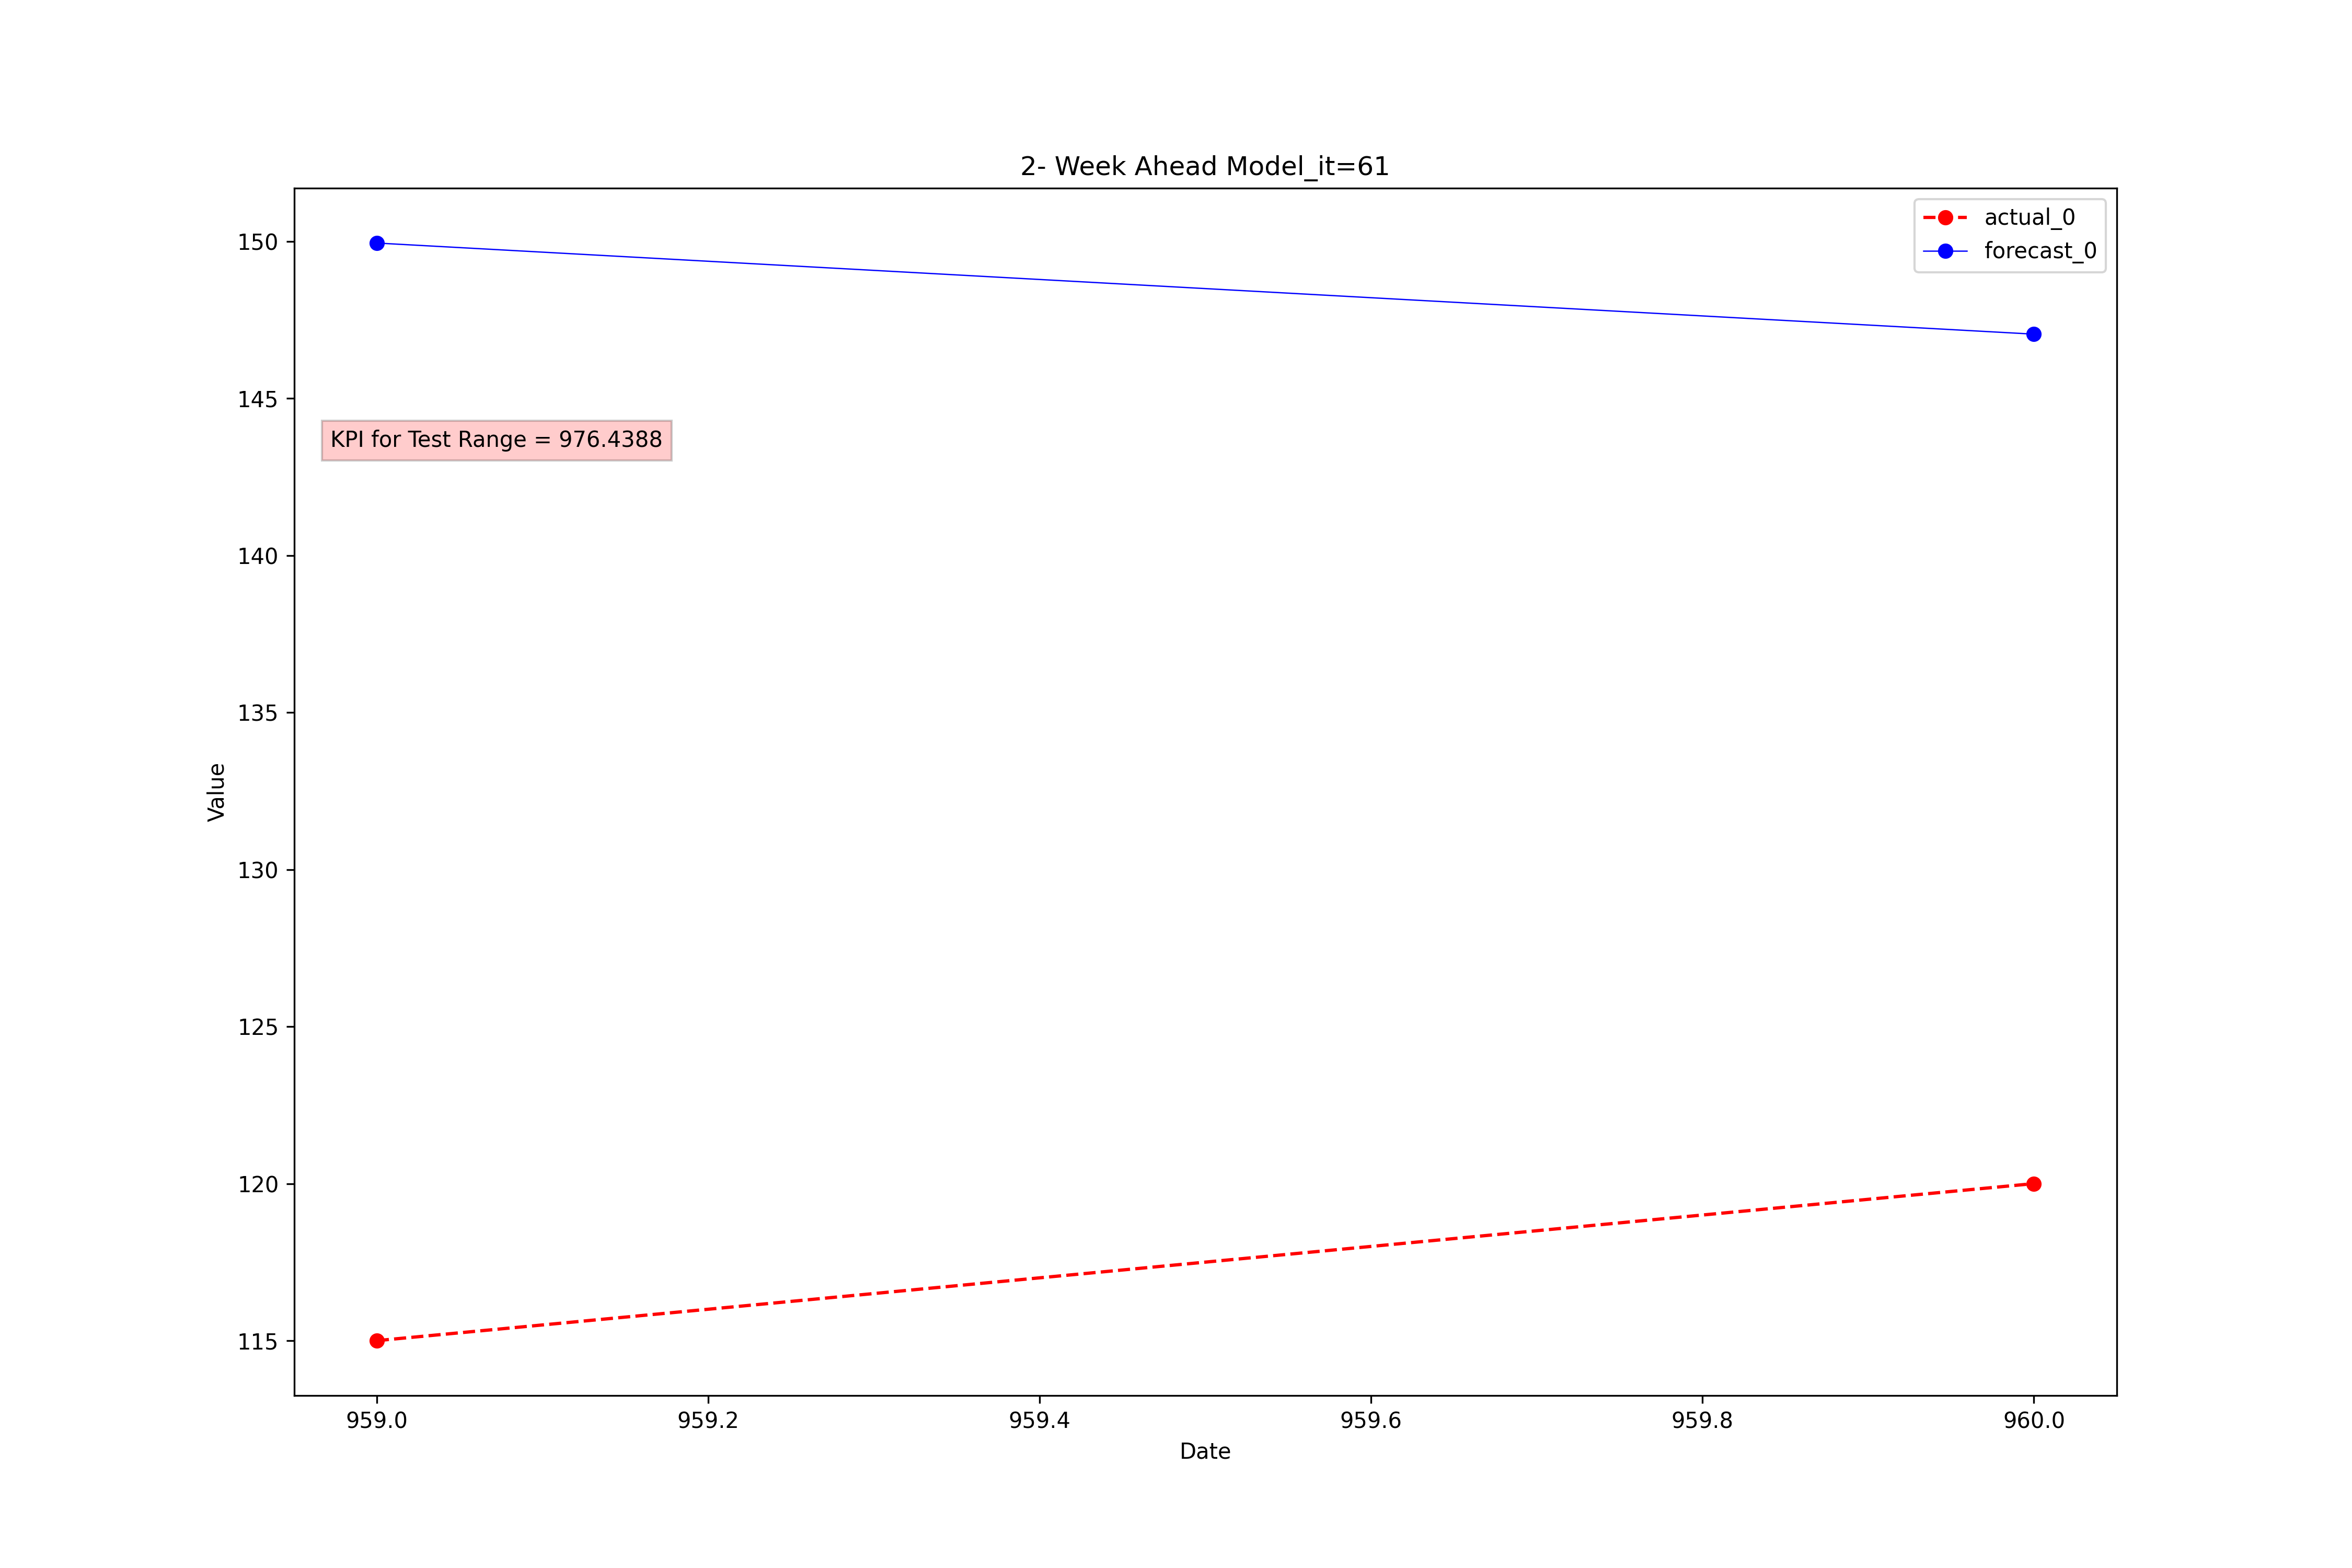 2- Week Ahead Model_it=61
actual_0
forecast_0
150
145
KPI for Test Range = 976.4388
140
135
Value
130
125
120
115
959.0 959.2 959.4 959.6 959.8 960.0
Date